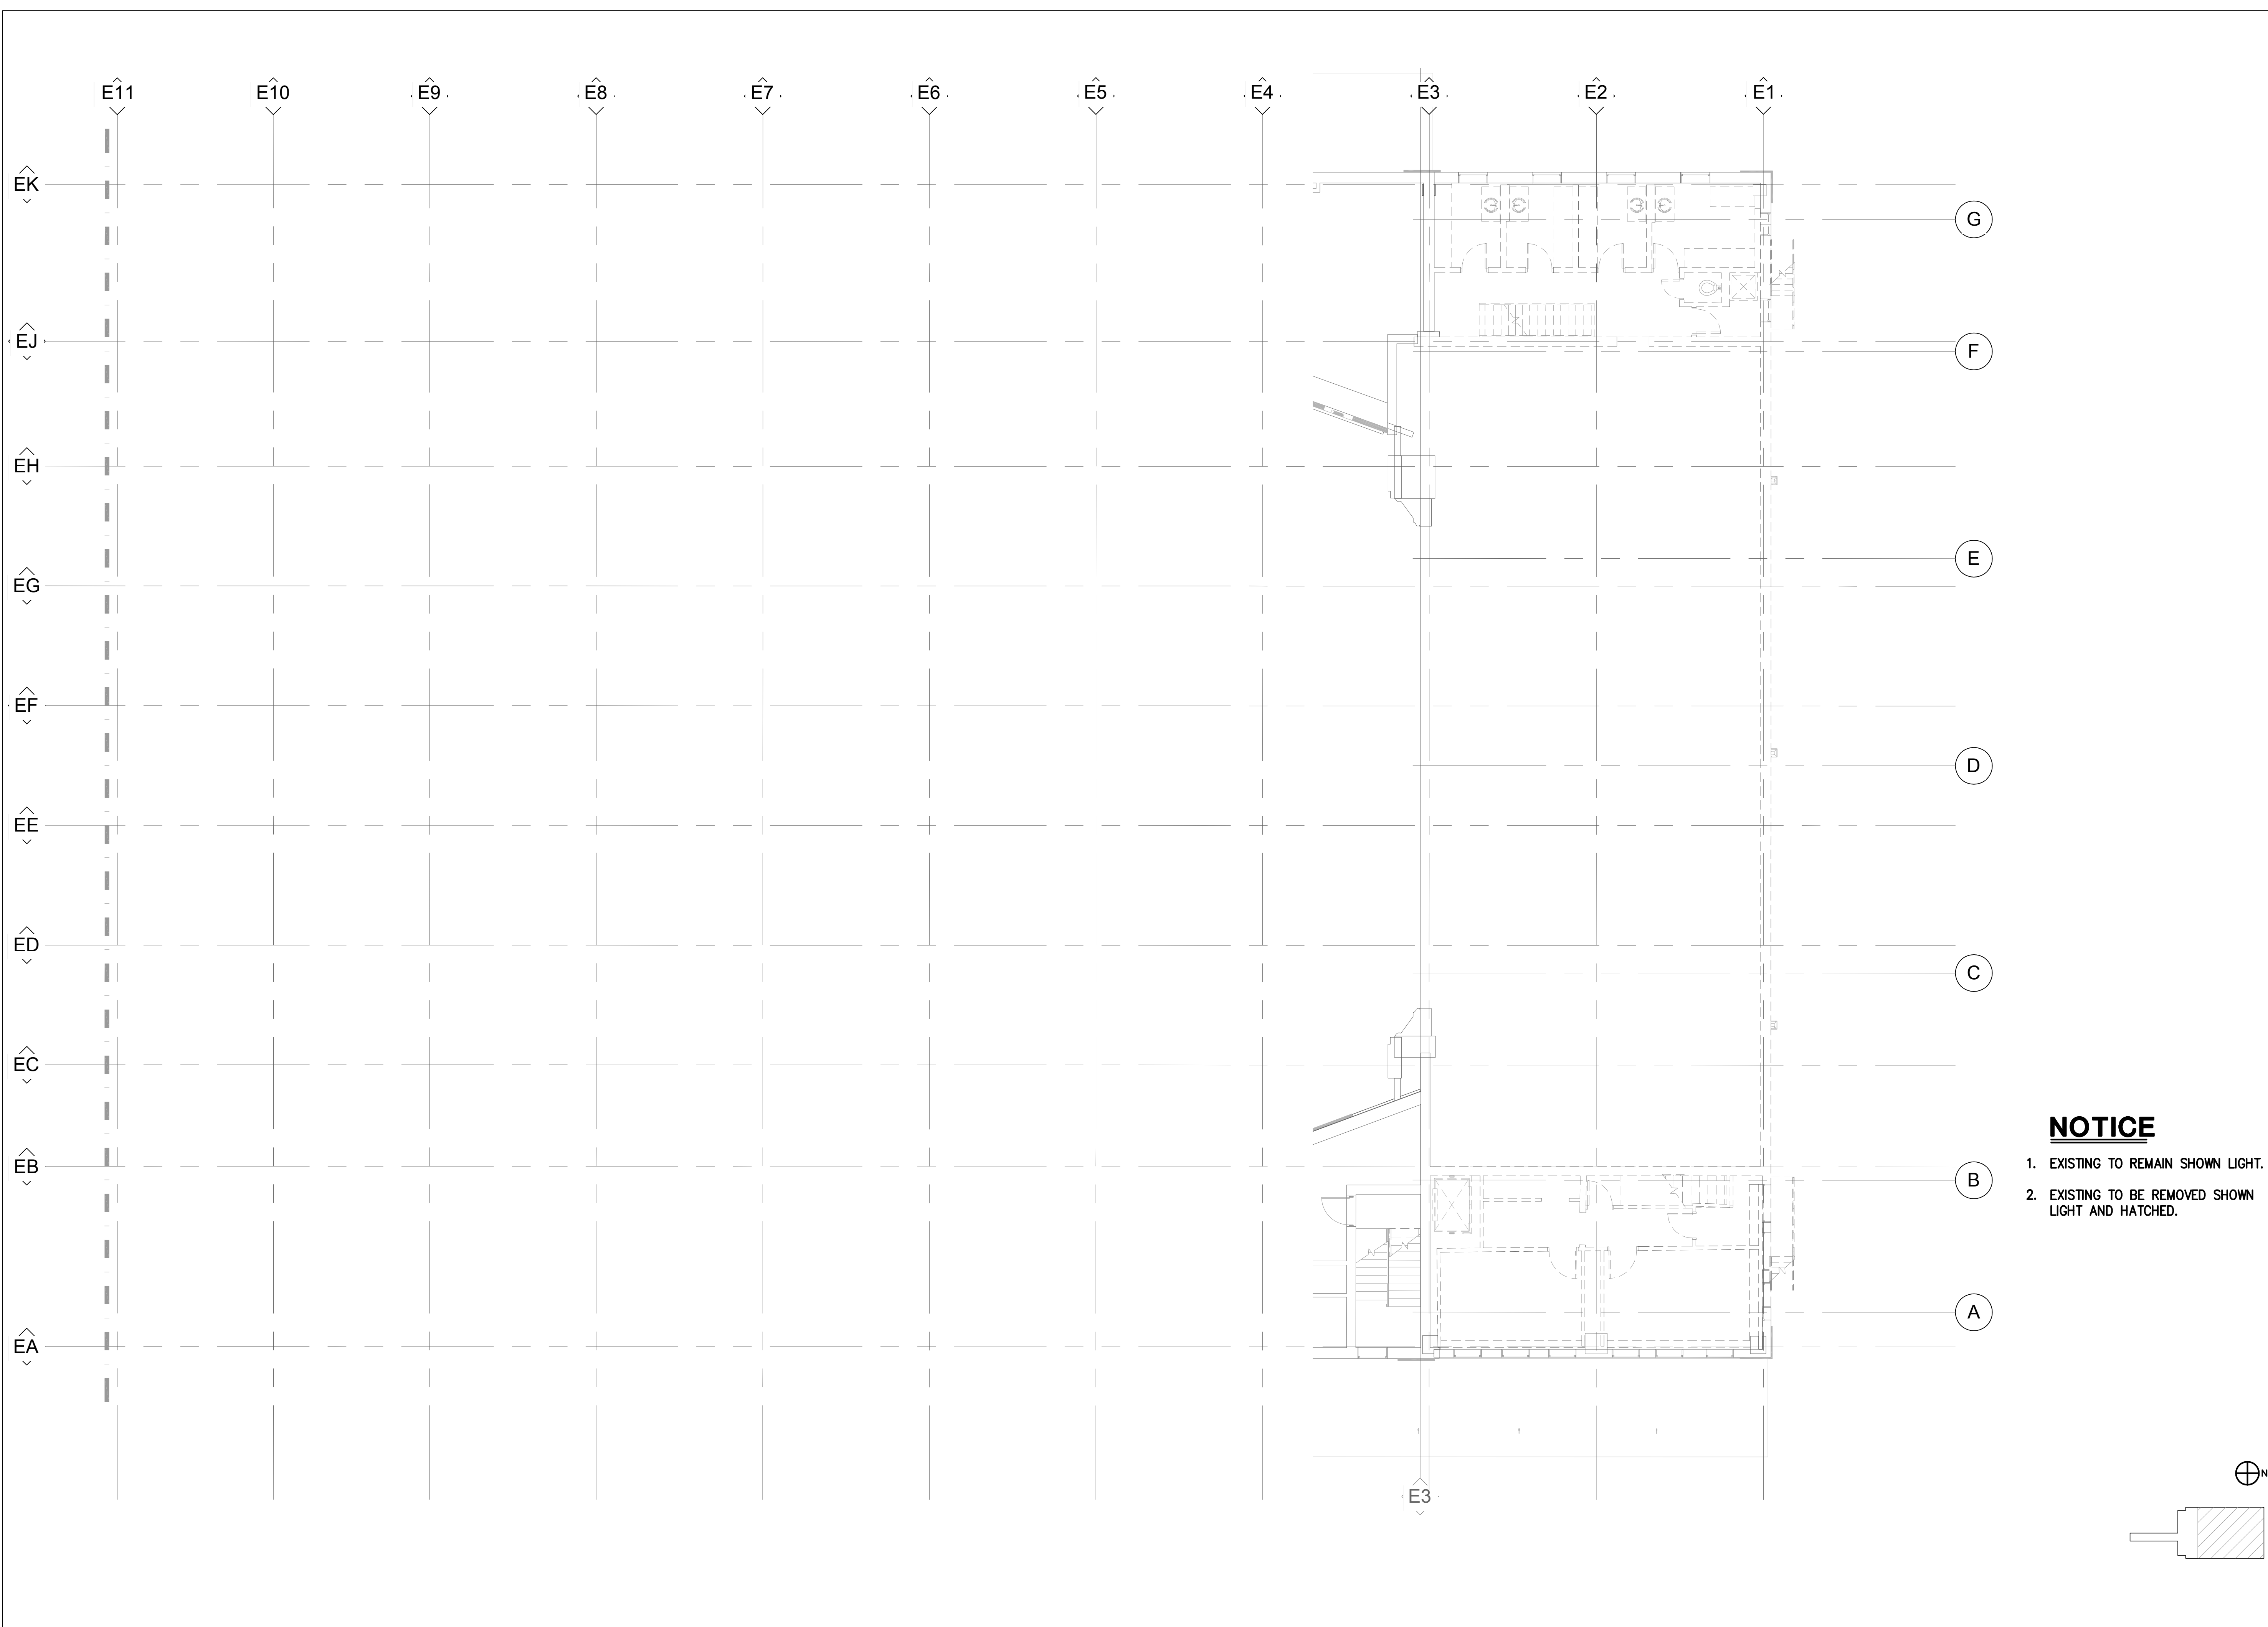 E11 E10 E9 E8 E7 E6 E5 E4 E3 E2 E1
EK
G
EJ
F
EH
E
EG
EF
D
EE
ED
C
EC
NOTICE
1. EXISTING TO REMAIN SHOWN LIGHT.
EB
B
2. EXISTING TO BE REMOVED SHOWN
LIGHT AND HATCHED.
A
EA
N
E3